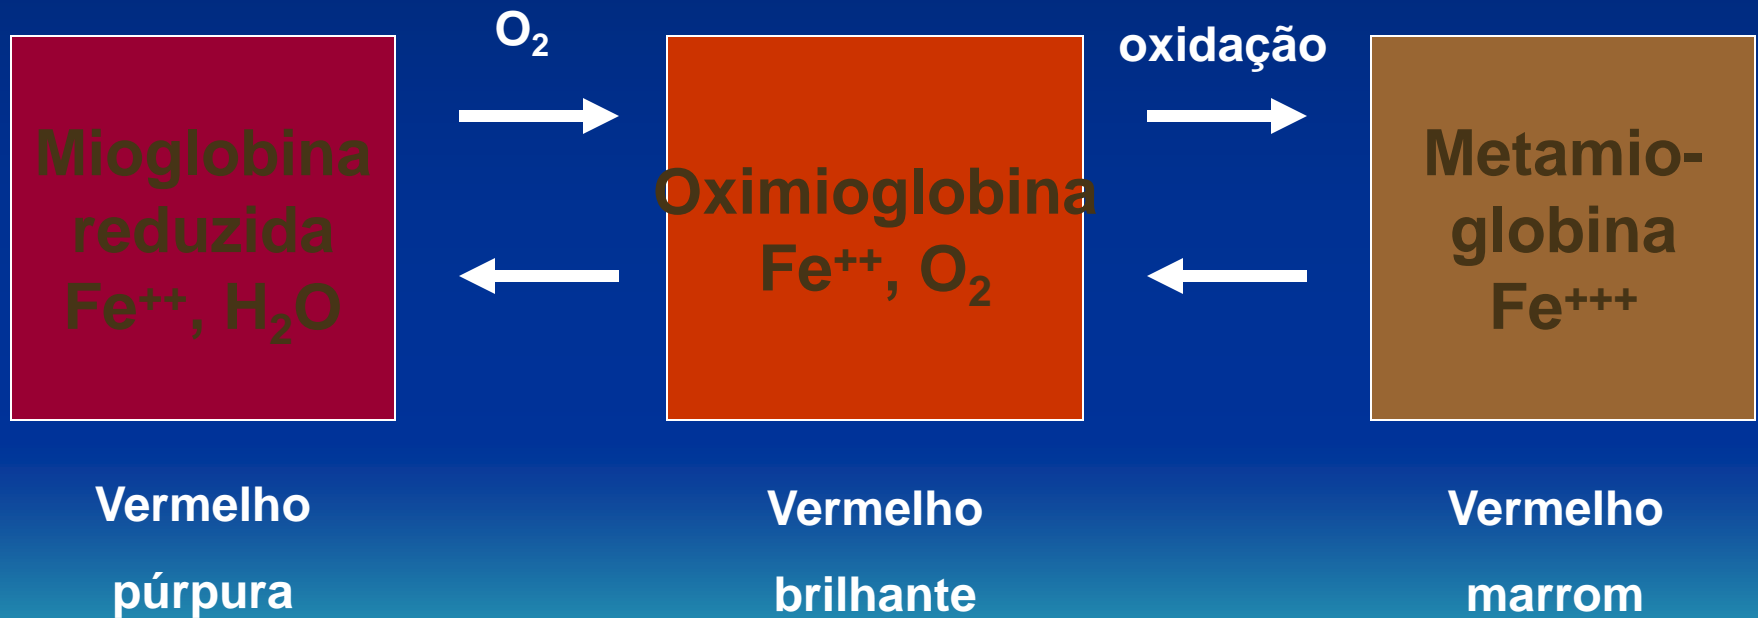 O₂
oxidação
Mioglobina
reduzida
Fe⁺⁺, H₂O
Oximioglobina
Fe⁺⁺, O₂
Metamio-
globina
Fe⁺⁺⁺
Vermelho
púrpura
Vermelho
brilhante
Vermelho
marrom